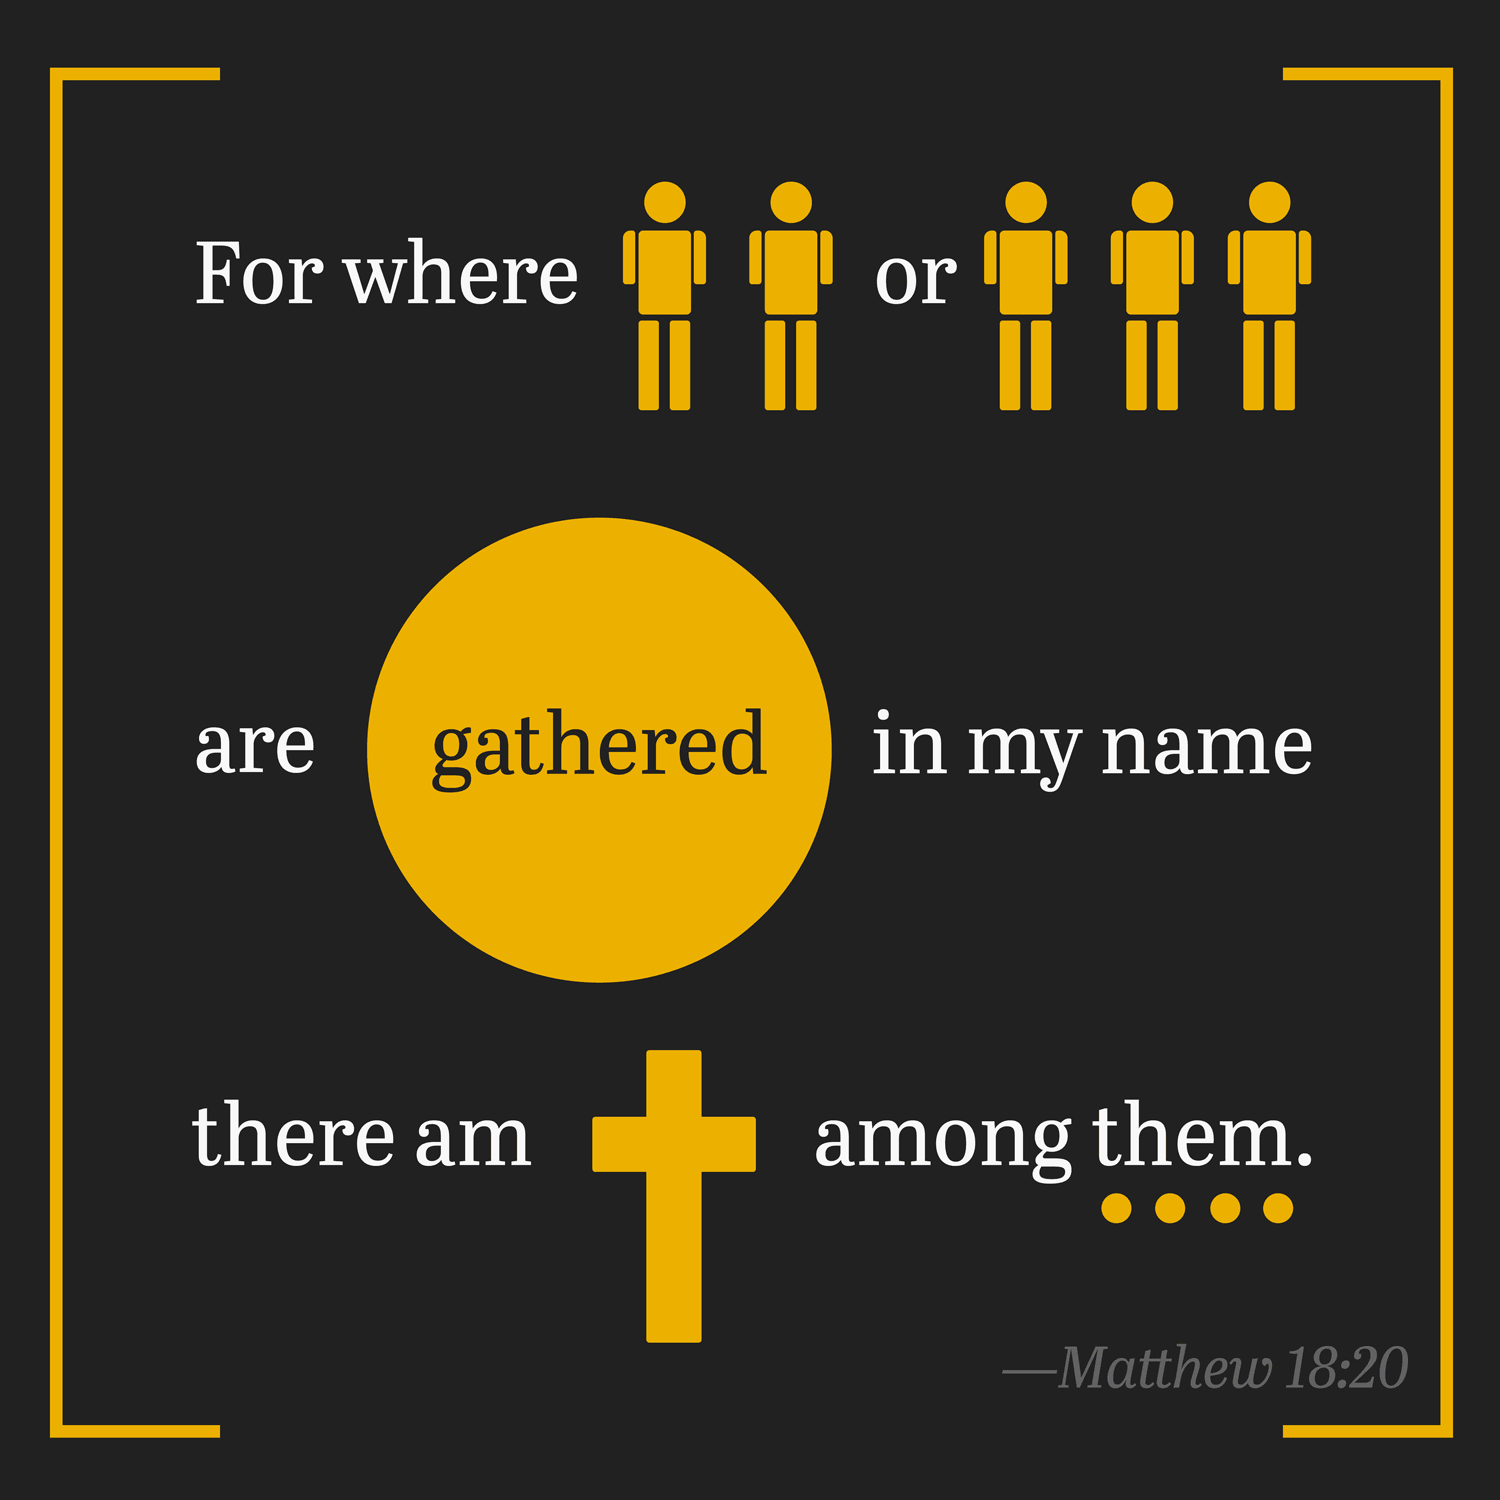 For where or
are gathered in my name
there am among them.
—Matthew 18:20